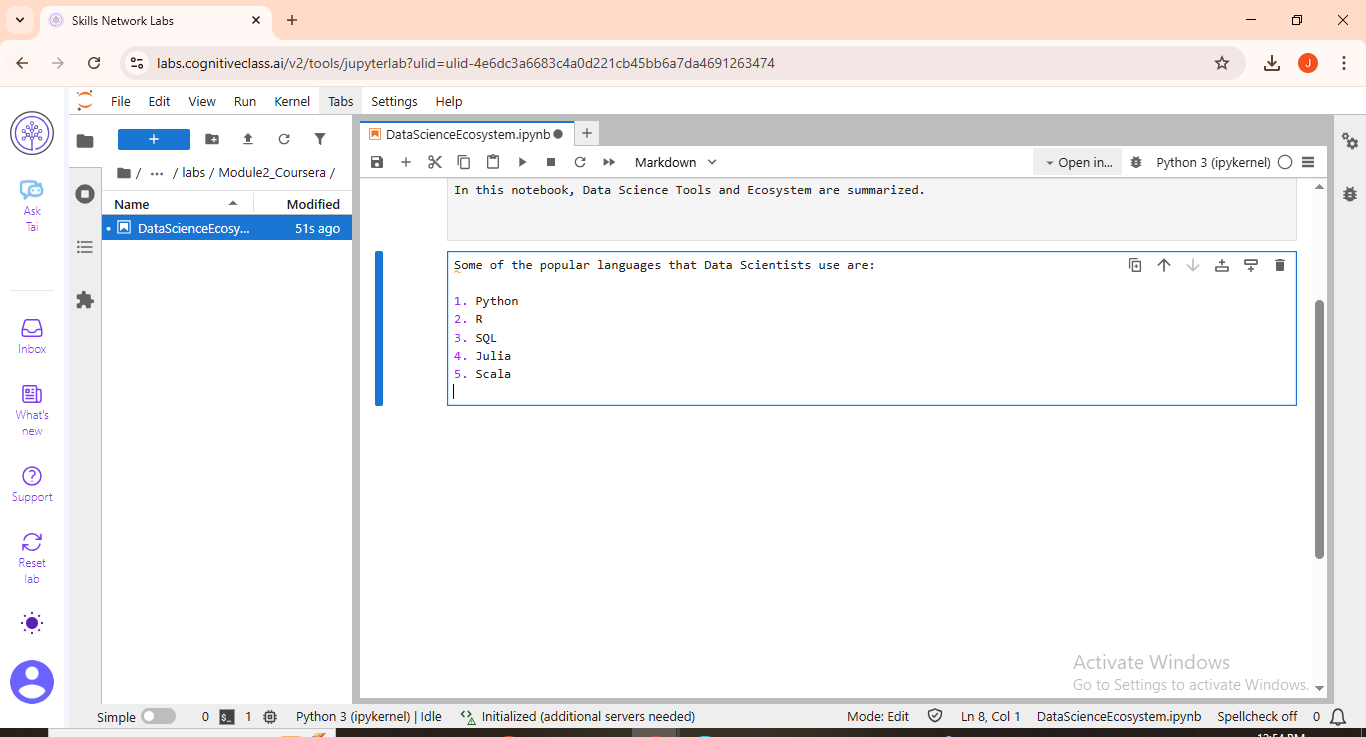 Skills Network Labs
labs.cognitiveclass.ai/v2/tools/jupyterlab?ulid=ulid-4e6dc3a6683c4a0d221cb45bb6a7da4691263474
J
File Edit View Run Kernel Tabs Settings Help
Ask
Tai
Inbox
What's
new
Support
Reset
lab
/ ··· / labs / Module2_Coursera /
Name Modified
DataScienceEcosy... 51s ago
DataScienceEcosystem.ipynb
Markdown Open in... Python 3 (ipykernel)
In this notebook, Data Science Tools and Ecosystem are summarized.
Some of the popular languages that Data Scientists use are:
1. Python
2. R
3. SQL
4. Julia
5. Scala
Activate Windows
Go to Settings to activate Windows.
Simple 0 $_ 1 Python 3 (ipykernel) | Idle Initialized (additional servers needed) Mode: Edit Ln 8, Col 1 DataScienceEcosystem.ipynb Spellcheck off 0